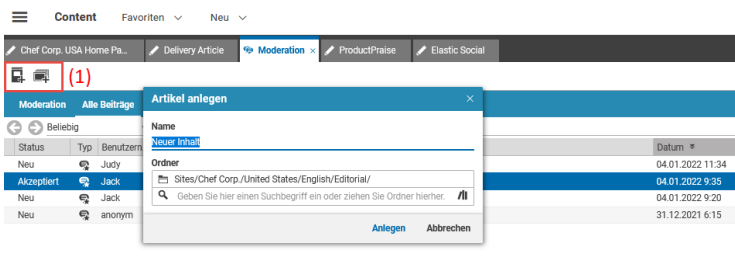 Content Favoriten Neu
Chef Corp. USA Home Pa... Delivery Article Moderation × ProductPraise Elastic Social
(1)
Moderation Alle Beiträge
Artikel anlegen ×
Beliebig
Name
Neuer Inhalt
Status Typ Benutzern Datum
Ordner
Neu Judy 04.01.2022 11:34
Sites/Chef Corp./United States/English/Editorial/
Akzeptiert Jack 04.01.2022 9:35
Geben Sie hier einen Suchbegriff ein oder ziehen Sie Ordner hierher.
Neu Jack 04.01.2022 9:20
Neu anonym 31.12.2021 6:15
Anlegen Abbrechen